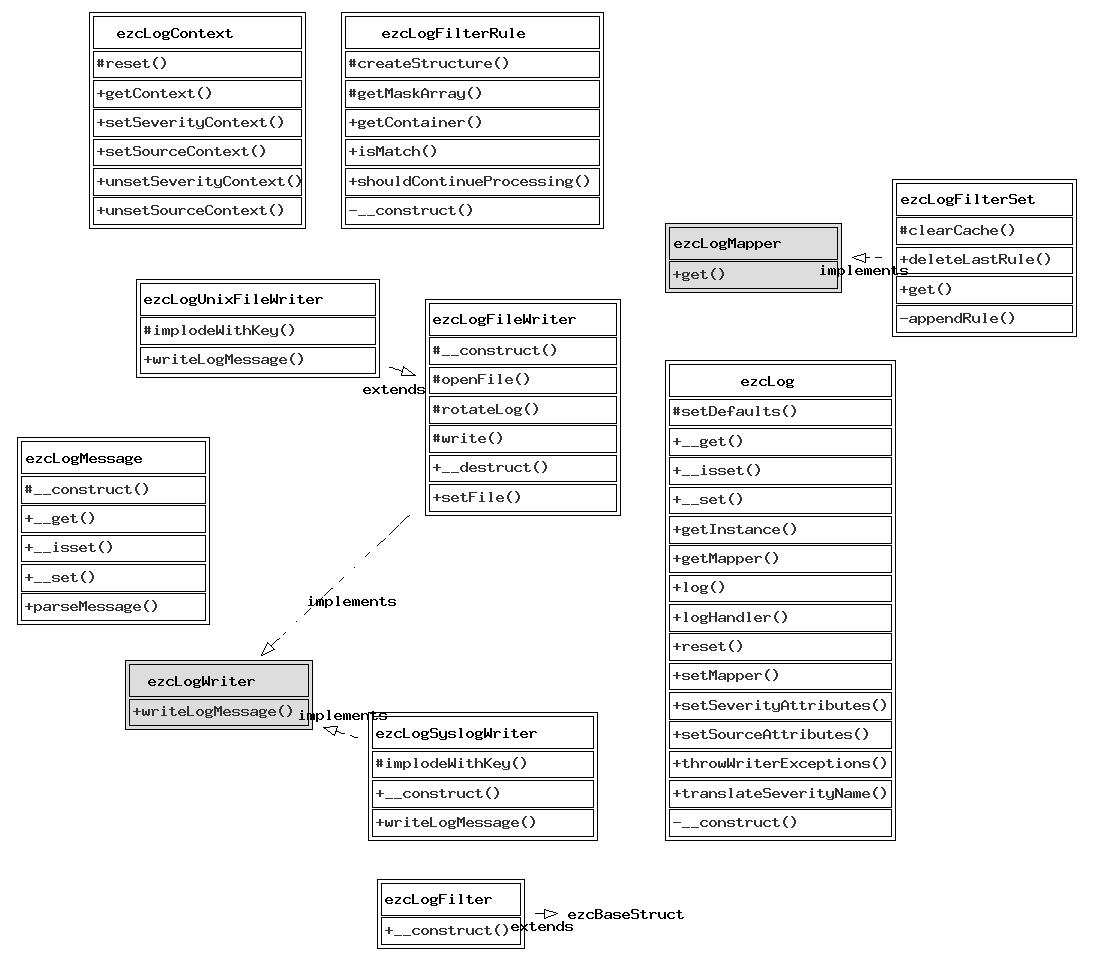 ezcLogContext
#reset()
+getContext()
+setSeverityContext()
+setSourceContext()
+unsetSeverityContext()
+unsetSourceContext()
ezcLogFilterRule
#createStructure()
#getMaskArray()
+getContainer()
+isMatch()
+shouldContinueProcessing()
-__construct()
ezcLogMapper
+get()
implements
ezcLogFilterSet
#clearCache()
+deleteLastRule()
+get()
-appendRule()
ezcLogUnixFileWriter
#implodeWithKey()
+writeLogMessage()
extends
ezcLogFileWriter
#__construct()
#openFile()
#rotateLog()
#write()
+__destruct()
+setFile()
ezcLog
#setDefaults()
+__get()
+__isset()
+__set()
+getInstance()
+getMapper()
+log()
+logHandler()
+reset()
+setMapper()
+setSeverityAttributes()
+setSourceAttributes()
+throwWriterExceptions()
+translateSeverityName()
-__construct()
ezcLogMessage
#__construct()
+__get()
+__isset()
+__set()
+parseMessage()
implements
ezcLogWriter
+writeLogMessage()
implements
ezcLogSyslogWriter
#implodeWithKey()
+__construct()
+writeLogMessage()
ezcLogFilter
+__construct()
extends
ezcBaseStruct